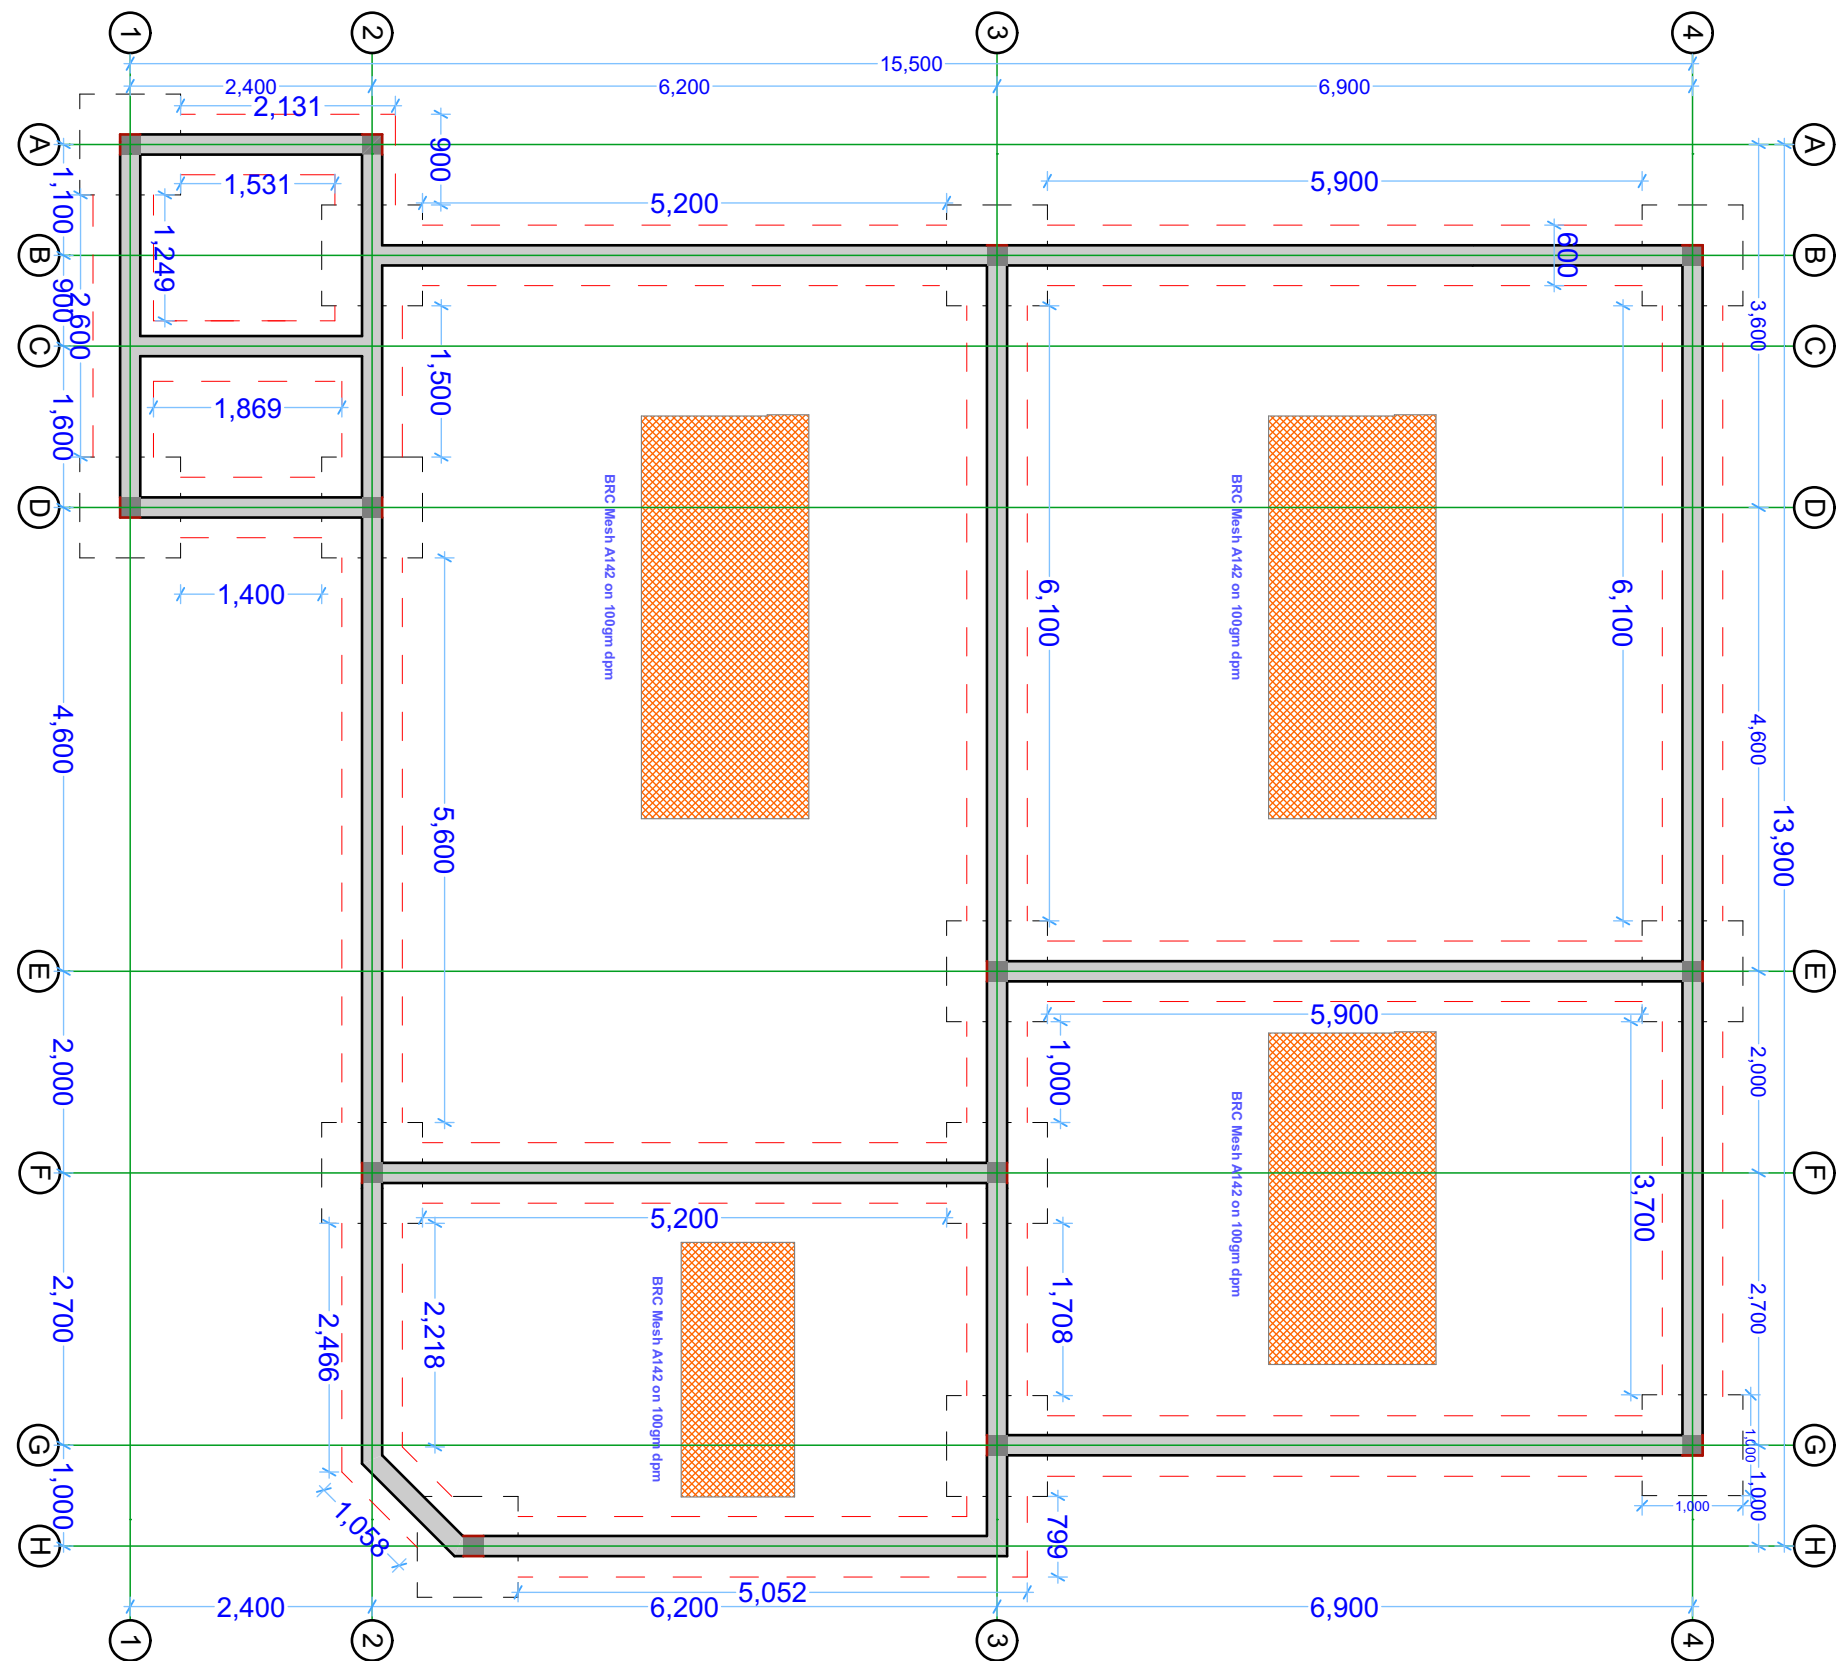 1
2
3
4
15,500
2,400
6,200
6,900
2,131
A
900
A
1,100
1,531
5,200
5,900
B
1,249
600
B
900
2,600
3,600
C
1,500
C
1,600
1,869
BRC Mesh A142 on 100gm dpm
BRC Mesh A142 on 100gm dpm
D
D
1,400
6,100
6,100
4,600
5,600
4,600
13,900
E
E
2,000
5,900
1,000
2,000
BRC Mesh A142 on 100gm dpm
F
F
5,200
3,700
2,700
2,466
2,218
BRC Mesh A142 on 100gm dpm
1,708
2,700
G
1,000
G
1,000
1,058
799
1,000
1,000
H
H
5,052
2,400
6,200
6,900
1
2
3
4